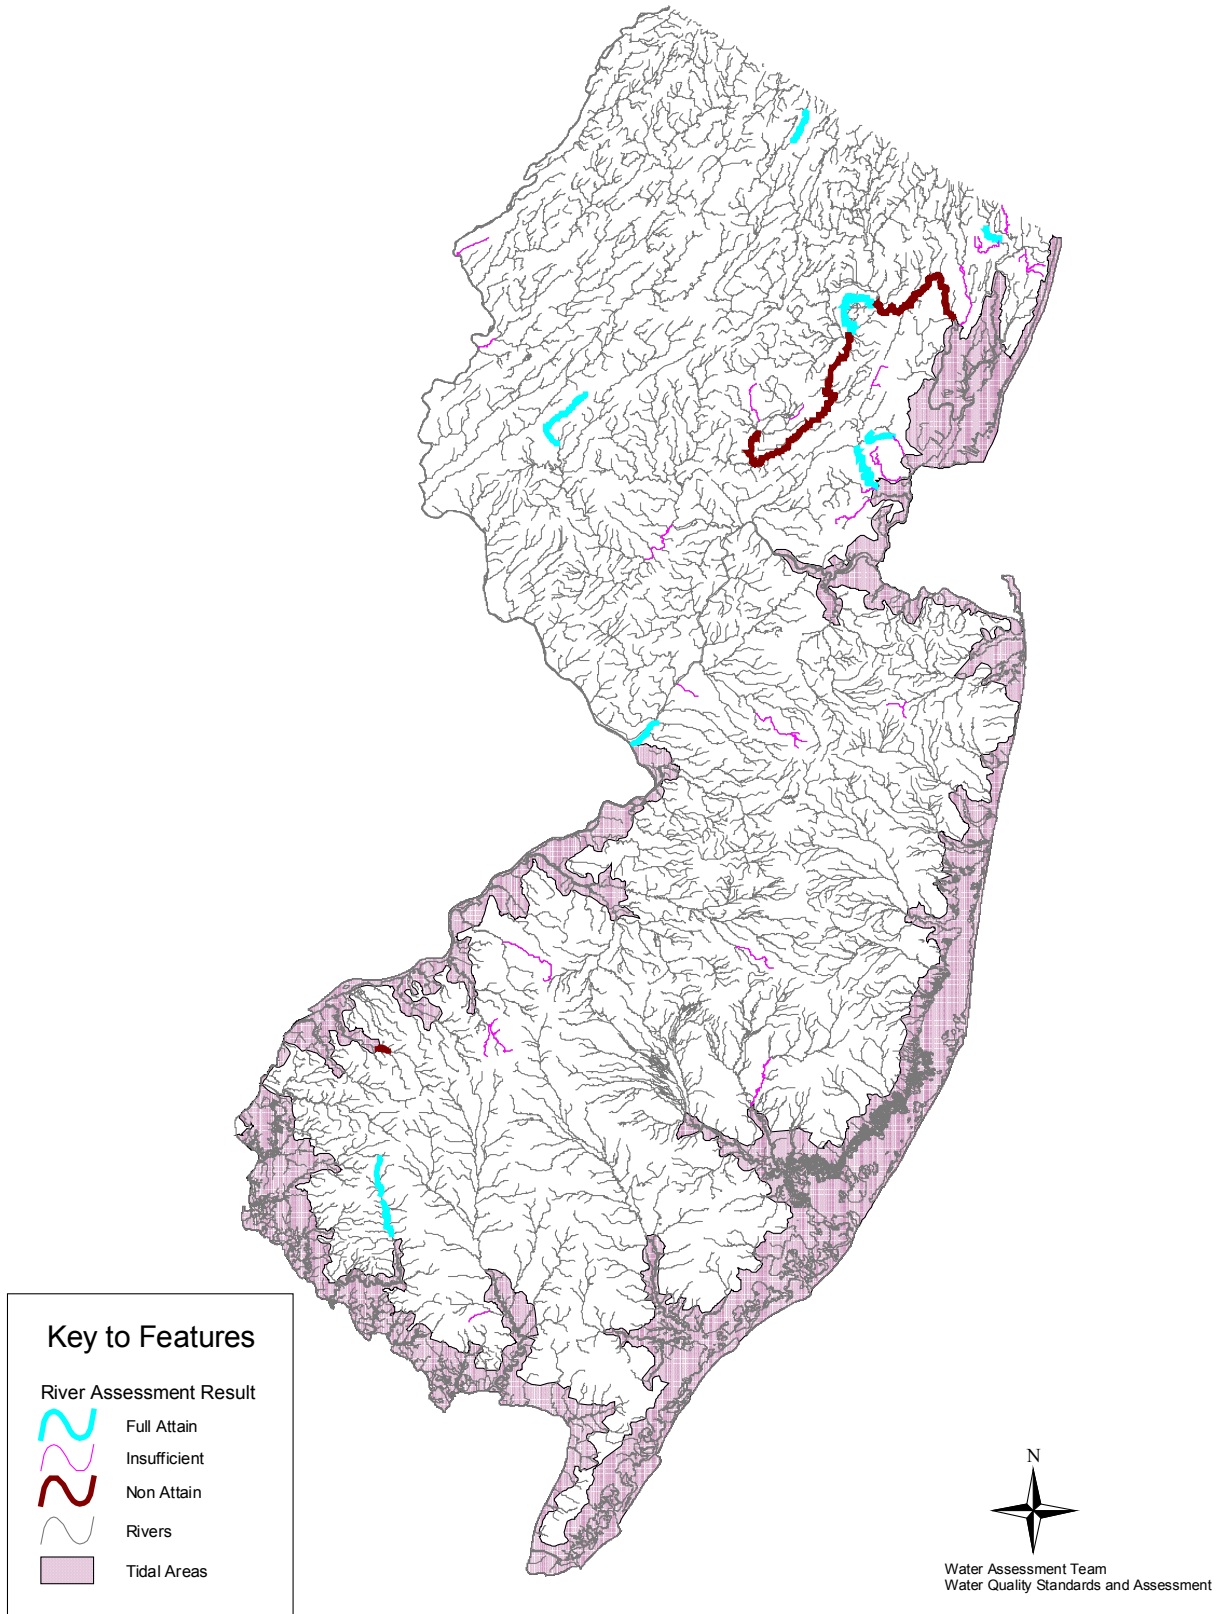 Key to Features
River Assessment Result
Full Attain
Insufficient
Non Attain
Rivers
Tidal Areas
N
Water Assessment Team
Water Quality Standards and Assessment